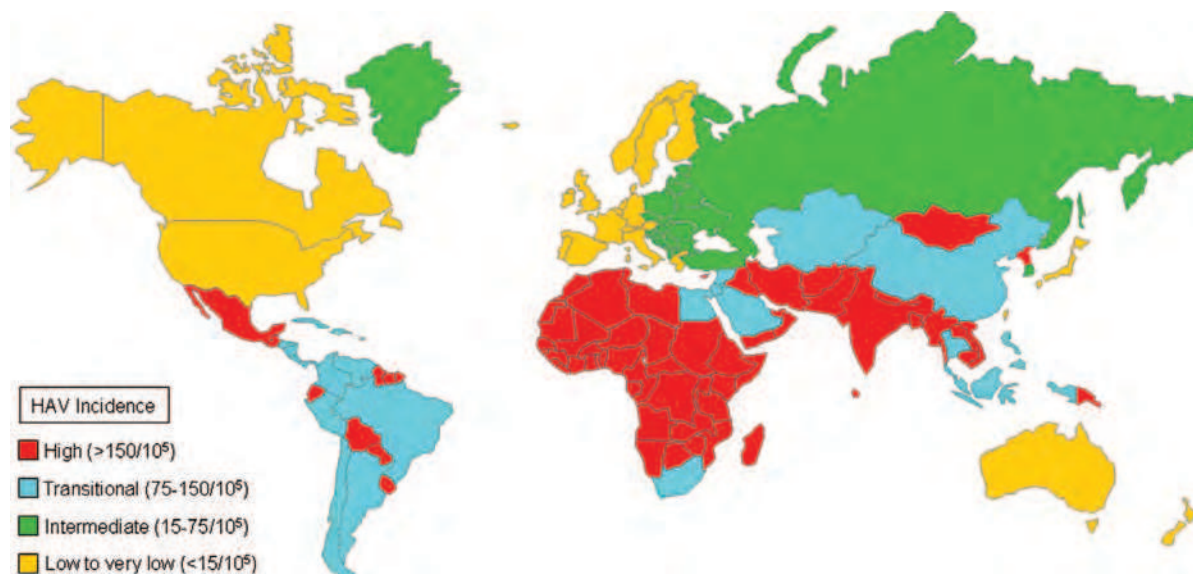 HAV Incidence
High (>150/10⁵)
Transitional (75-150/10⁵)
Intermediate (15-75/10⁵)
Low to very low (<15/10⁵)